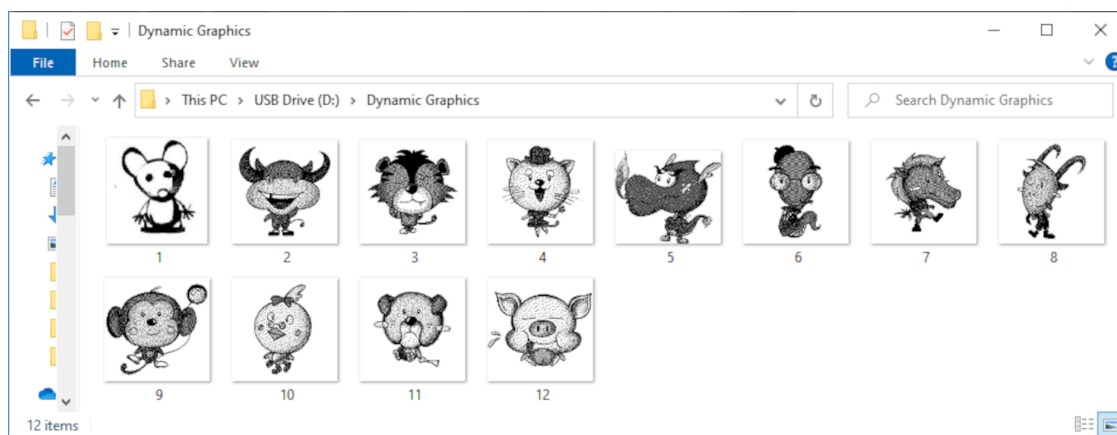 Dynamic Graphics
File Home Share View
This PC > USB Drive (D:) > Dynamic Graphics
Search Dynamic Graphics
1 2 3 4 5 6 7 8
9 10 11 12
12 items